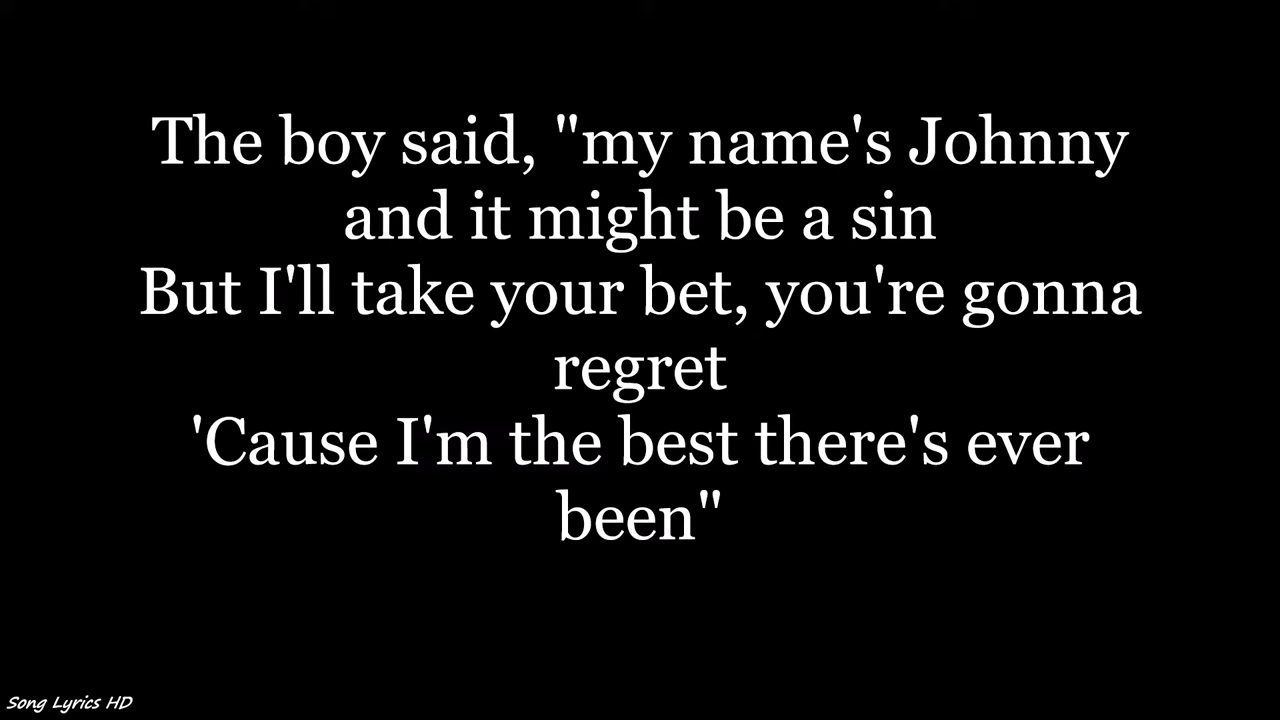 The boy said, "my name's Johnny
and it might be a sin
But I'll take your bet, you're gonna
regret
'Cause I'm the best there's ever
been"
Song Lyrics HD